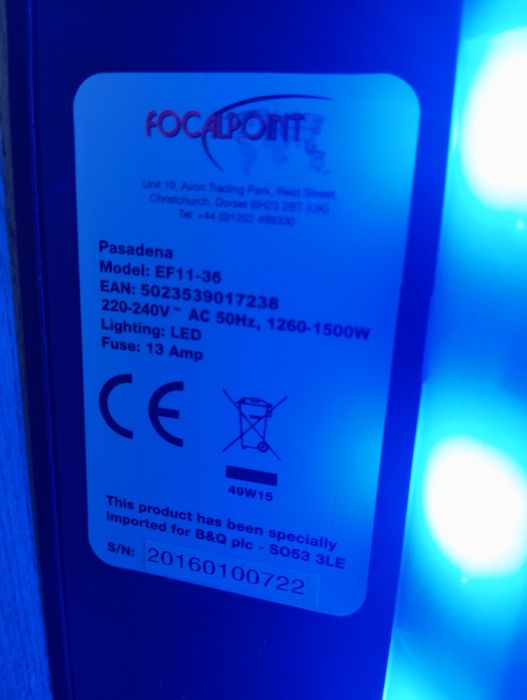 FOCALPOINT
Unit 10, Avon Trading Park, Reid Street,
Christchurch, Dorset BH23 2BT (UK)
Tel: +44 (0)1202 499330
Pasadena
Model: EF11-36
EAN: 5023539017238
220-240V~ AC 50Hz, 1260-1500W
Lighting: LED
Fuse: 13 Amp
CE
49W15
This product has been specially
imported for B&Q plc - SO53 3LE
S/N: 20160100722